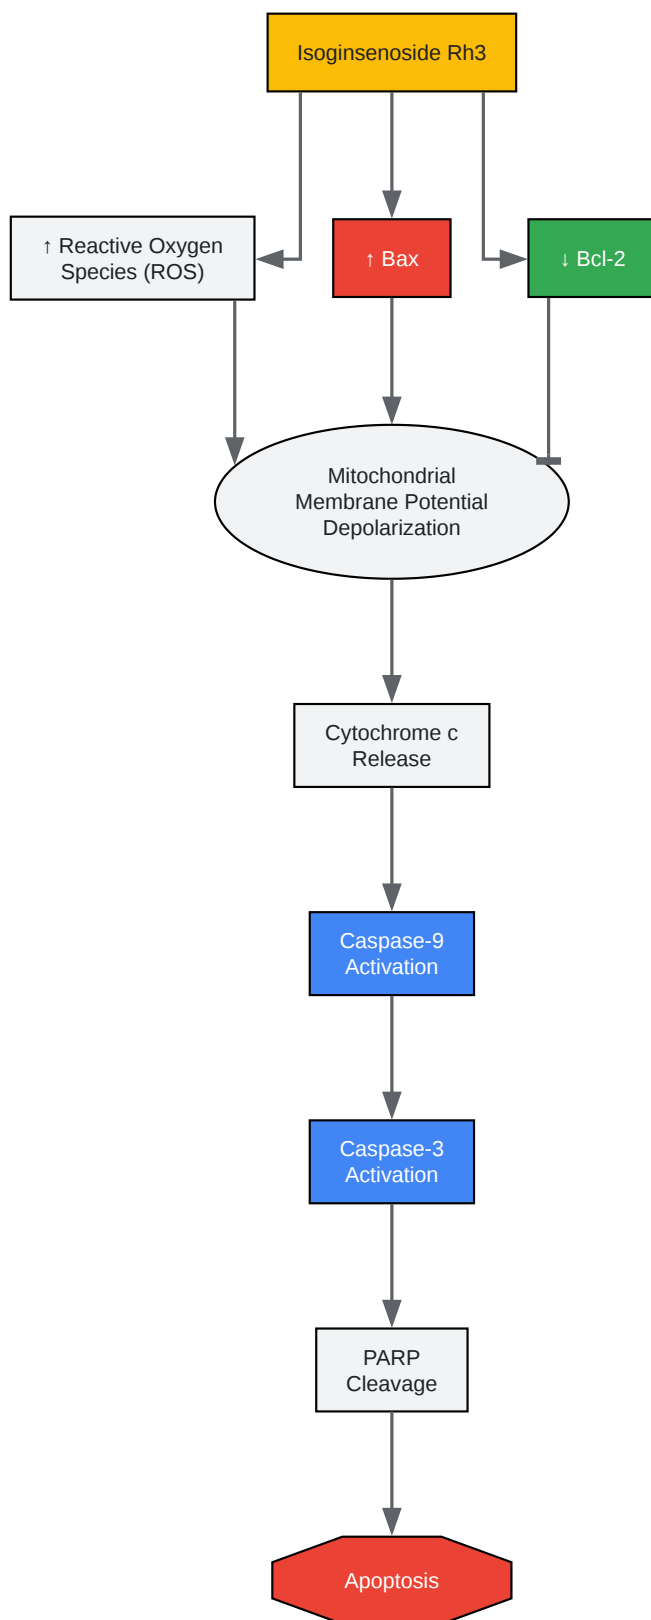 Isoginsenoside Rh3
↑ Reactive Oxygen
Species (ROS)
↑ Bax
↓ Bcl-2
Mitochondrial
Membrane Potential
Depolarization
Cytochrome c
Release
Caspase-9
Activation
Caspase-3
Activation
PARP
Cleavage
Apoptosis